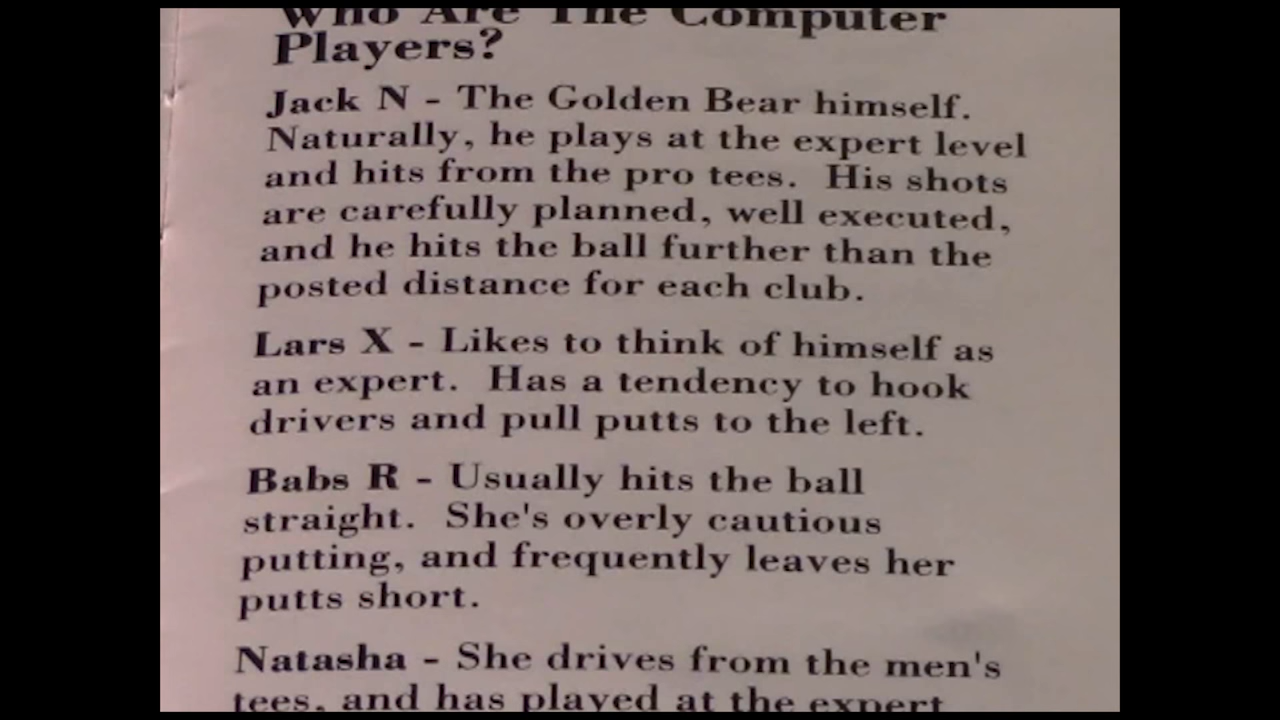 Who Are The Computer
Players?
Jack N - The Golden Bear himself.
Naturally, he plays at the expert level
and hits from the pro tees.  His shots
are carefully planned, well executed,
and he hits the ball further than the
posted distance for each club.
Lars X - Likes to think of himself as
an expert.  Has a tendency to hook
drivers and pull putts to the left.
Babs R - Usually hits the ball
straight.  She's overly cautious
putting, and frequently leaves her
putts short.
Natasha - She drives from the men's
tees, and has played at the expert